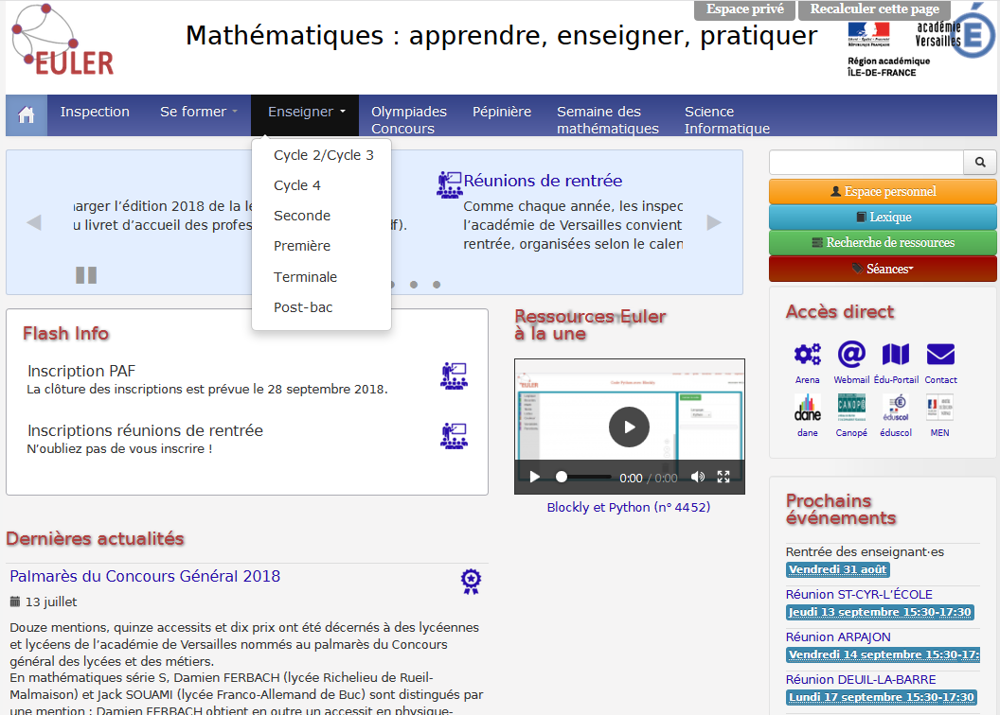 Espace privé
Recalculer cette page
EULER
Mathématiques : apprendre, enseigner, pratiquer
académie
Versailles
RÉPUBLIQUE FRANÇAISE
Région académique
ÎLE-DE-FRANCE
Inspection
Se former
Enseigner
Olympiades
Concours
Pépinière
Semaine des
mathématiques
Science
Informatique
Cycle 2/Cycle 3
Cycle 4
Seconde
Première
Terminale
Post-bac
arger l’édition 2018 de la
u livret d’accueil des profes
df).
Réunions de rentrée
Comme chaque année, les inspec
l’académie de Versailles convient
rentrée, organisées selon le calen
Espace personnel
Lexique
Recherche de ressources
Séances
Accès direct
Arena
Webmail
Édu-Portail
Contact
dane
CANOPÉ
éduscol
dane
Canopé
éduscol
MEN
Flash Info
Inscription PAF
La clôture des inscriptions est prévue le 28 septembre 2018.
Inscriptions réunions de rentrée
N’oubliez pas de vous inscrire !
Ressources Euler
à la une
EULER
0:00 / 0:00
Blockly et Python (n° 4452)
Dernières actualités
Palmarès du Concours Général 2018
13 juillet
Douze mentions, quinze accessits et dix prix ont été décernés à des lycéennes
et lycéens de l’académie de Versailles nommés au palmarès du Concours
général des lycées et des métiers.
En mathématiques série S, Damien FERBACH (lycée Richelieu de Rueil-
Malmaison) et Jack SOUAMI (lycée Franco-Allemand de Buc) sont distingués par
une mention ; Damien FERBACH obtient en outre un accessit en physique-
Prochains
événements
Rentrée des enseignant·es
Vendredi 31 août
Réunion ST-CYR-L’ÉCOLE
Jeudi 13 septembre 15:30-17:30
Réunion ARPAJON
Vendredi 14 septembre 15:30-17:
Réunion DEUIL-LA-BARRE
Lundi 17 septembre 15:30-17:30